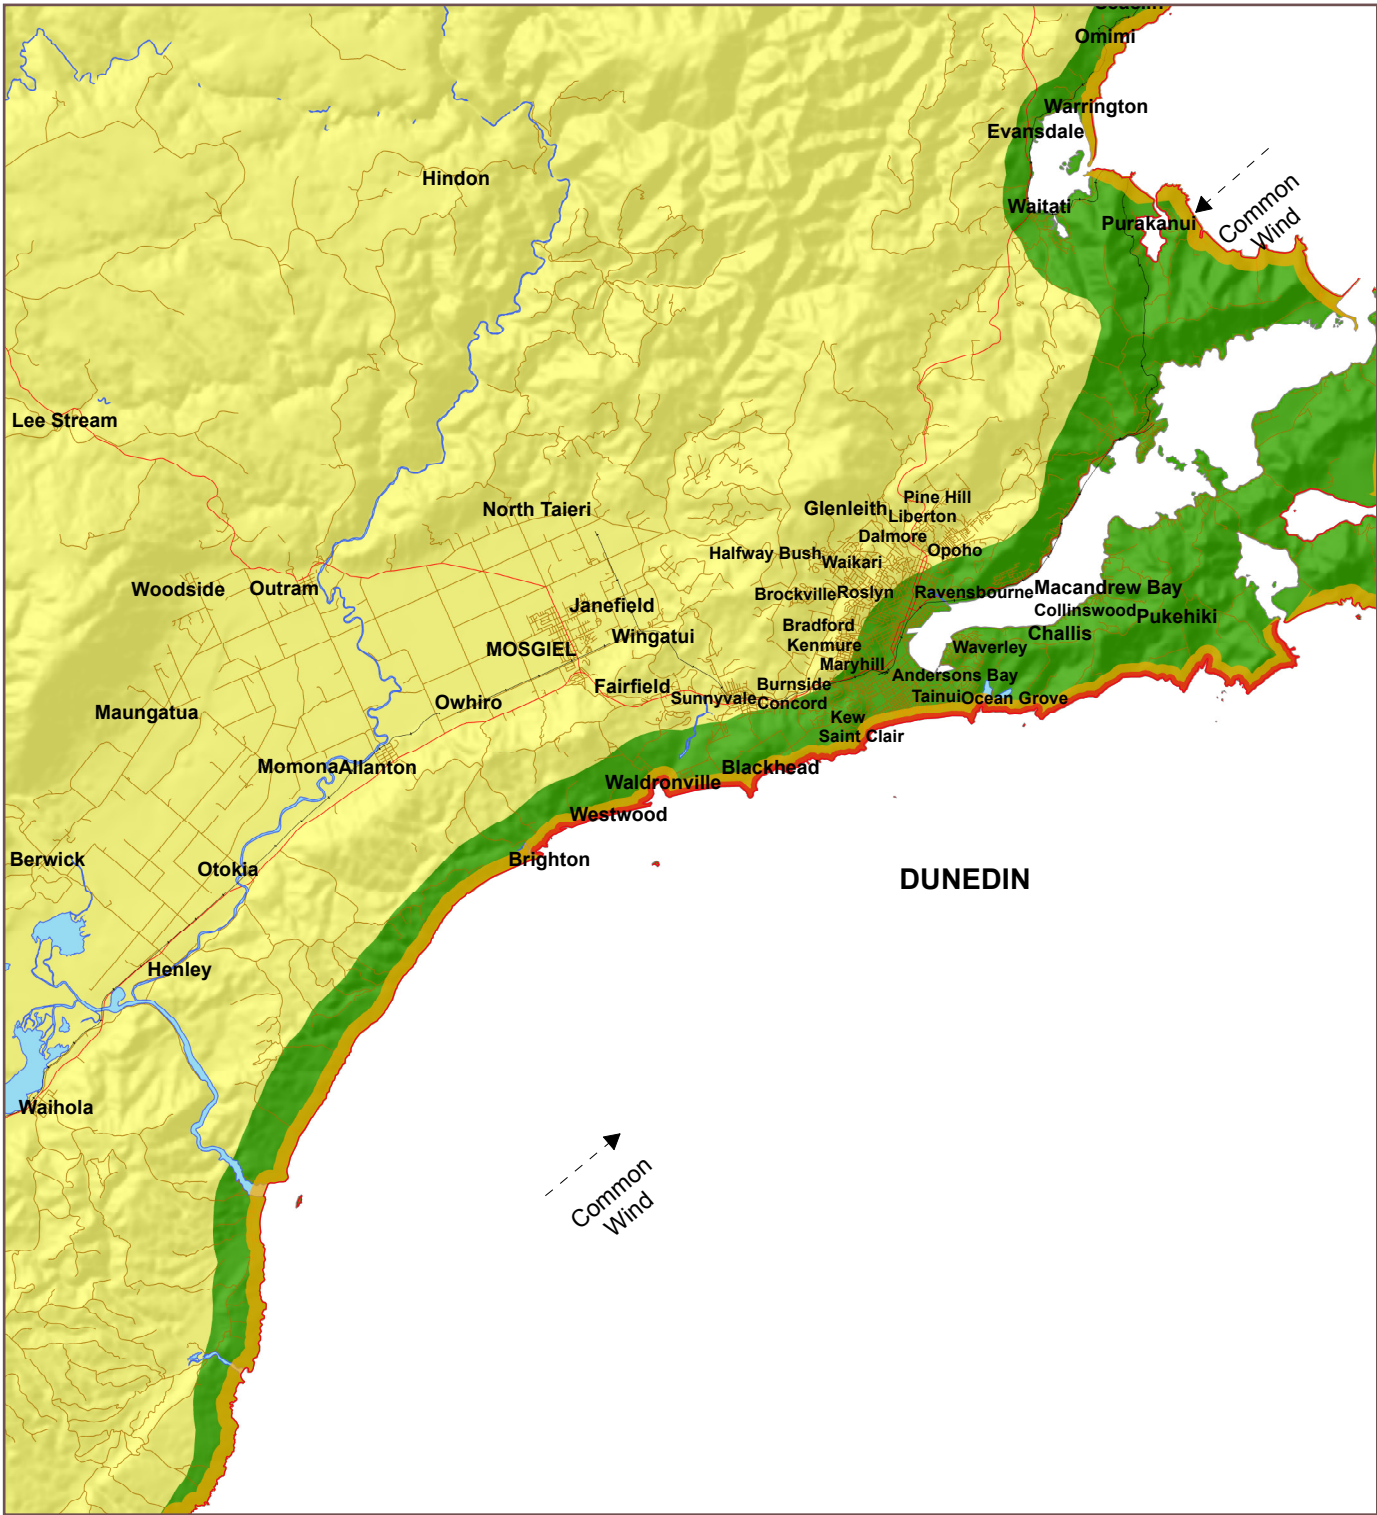 Omimi
Warrington
Evansdale
Hindon
Waitati
Purakanui
Common
Wind
Lee Stream
North Taieri
Pine Hill
Glenleith
Liberton
Dalmore
Halfway Bush
Waikari
Opoho
Woodside
Outram
Brockville
Roslyn
Ravensbourne
Macandrew Bay
Janefield
Collinswood
Pukehiki
Bradford
Wingatui
Challis
MOSGIEL
Kenmure
Waverley
Maryhill
Fairfield
Burnside
Andersons Bay
Sunnyvale
Concord
Tainui
Ocean Grove
Owhiro
Maungatua
Kew
Saint Clair
Momona
Allanton
Blackhead
Waldronville
Westwood
Berwick
Otokia
Brighton
DUNEDIN
Henley
Waihola
Common
Wind